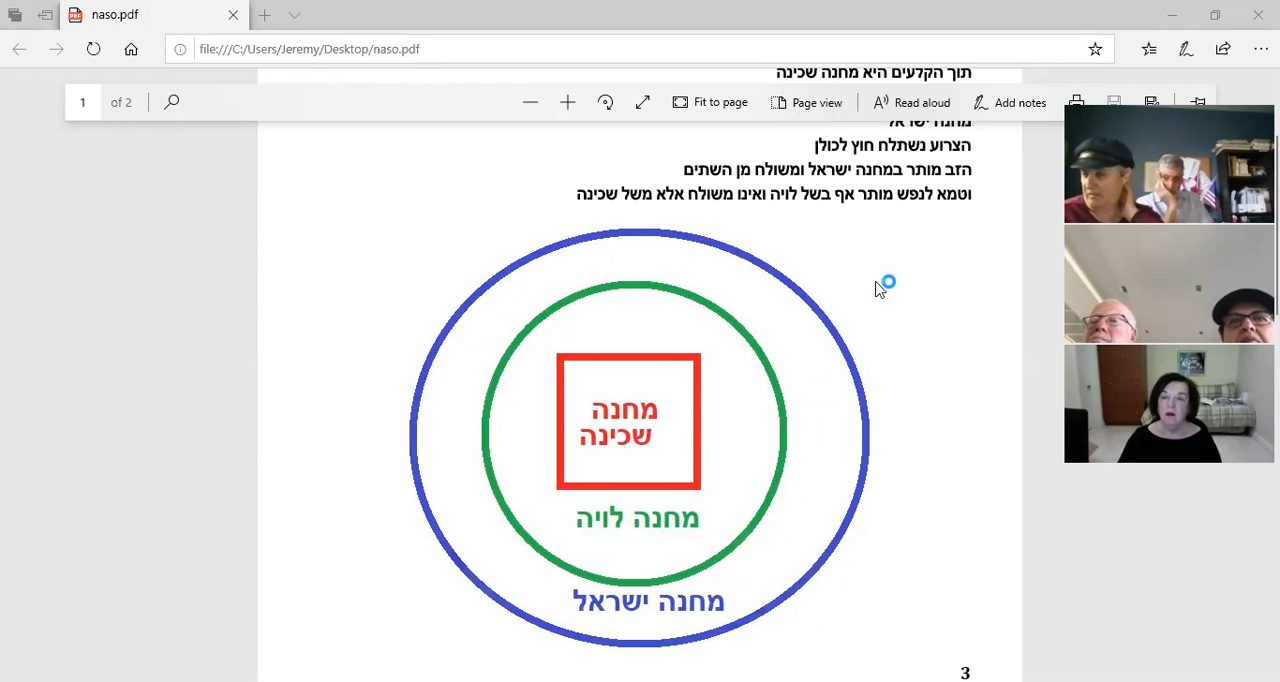 naso.pdf
file:///C:/Users/Jeremy/Desktop/naso.pdf
תוך הקלעים היא מחנה שכינה
1 of 2 Fit to page Page view Read aloud Add notes
מחנה ישראל
הצרוע נשתלח חוץ לכולן
הזב מותר במחנה ישראל ומשולח מן השתים
וטמא לנפש מותר אף בשל לויה ואינו משולח אלא משל שכינה
מחנה
שכינה
מחנה לויה
מחנה ישראל
3